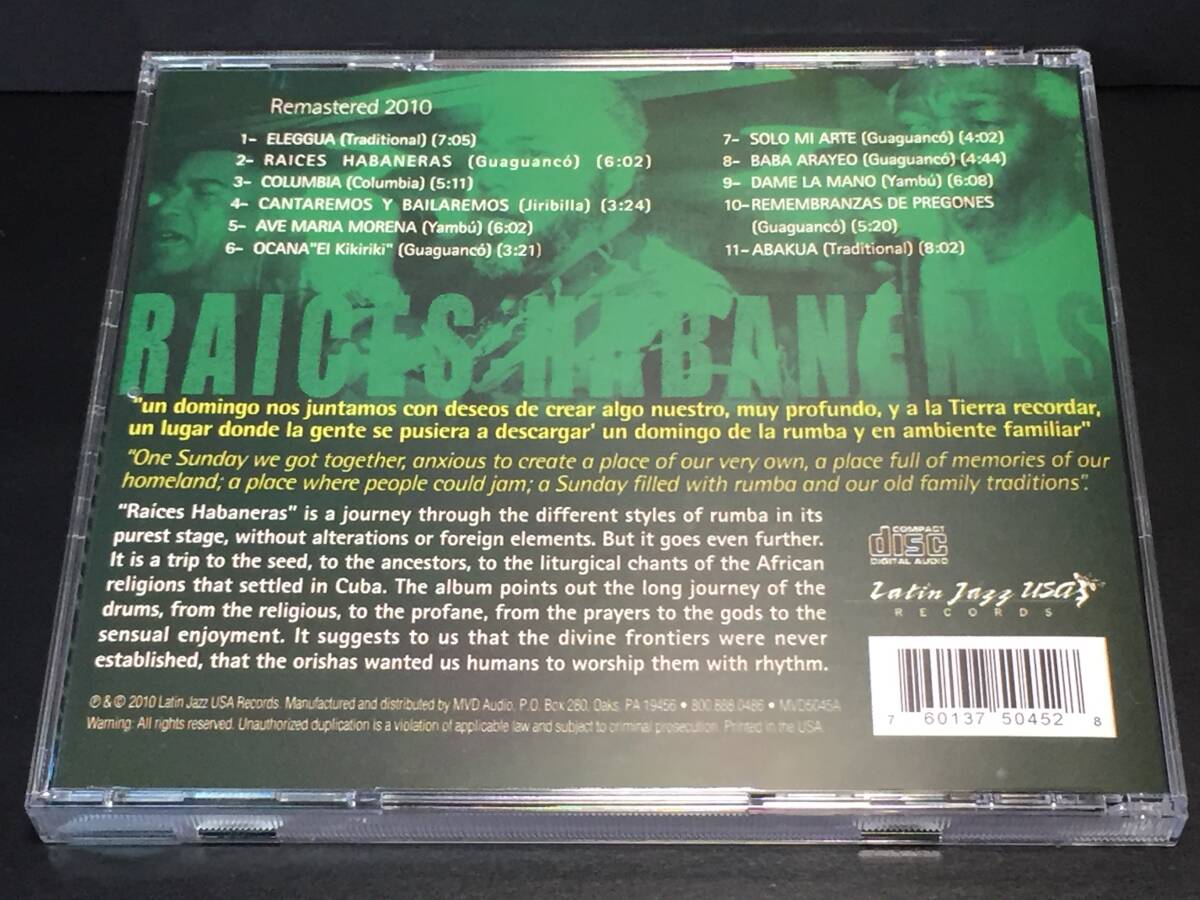 Remastered 2010
1- ELEGGUA (Traditional) (7:05)
2- RAICES HABANERAS (Guaguancó) (6:02)
3- COLUMBIA (Columbia) (5:11)
4- CANTAREMOS Y BAILAREMOS (Jiribilla) (3:24)
5- AVE MARIA MORENA (Yambú) (6:02)
6- OCANA"El Kikiriki" (Guaguancó) (3:21)
7- SOLO MI ARTE (Guaguancó) (4:02)
8- BABA ARAYEO (Guaguancó) (4:44)
9- DAME LA MANO (Yambú) (6:08)
10- REMEMBRANZAS DE PREGONES
(Guaguancó) (5:20)
11- ABAKUA (Traditional) (8:02)
RAICES HABANERAS
"un domingo nos juntamos con deseos de crear algo nuestro, muy profundo, y a la Tierra recordar,
un lugar donde la gente se pusiera a descargar' un domingo de la rumba y en ambiente familiar"
"One Sunday we got together, anxious to create a place of our very own, a place full of memories of our
homeland; a place where people could jam; a Sunday filled with rumba and our old family traditions".
"Raíces Habaneras" is a journey through the different styles of rumba in its
purest stage, without alterations or foreign elements. But it goes even further.
It is a trip to the seed, to the ancestors, to the liturgical chants of the African
religions that settled in Cuba. The album points out the long journey of the
drums, from the religious, to the profane, from the prayers to the gods to the
sensual enjoyment. It suggests to us that the divine frontiers were never
established, that the orishas wanted us humans to worship them with rhythm.
COMPACT
disc
DIGITAL AUDIO
Latin Jazz USA
RECORDS
7 60137 50452 8
℗ & © 2010 Latin Jazz USA Records. Manufactured and distributed by MVD Audio, P.O. Box 280, Oaks, PA 19456 • 800 888 0486 • MVD5045A
Warning: All rights reserved. Unauthorized duplication is a violation of applicable law and subject to criminal prosecution. Printed in the USA